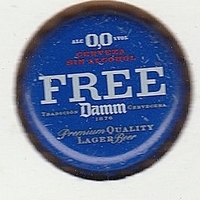 ALC 0,0 %VOL
CERVEZA
SIN ALCOHOL
FREE
Damm
TRADICIÓN CERVECERA
1876
Premium QUALITY
LAGER Beer